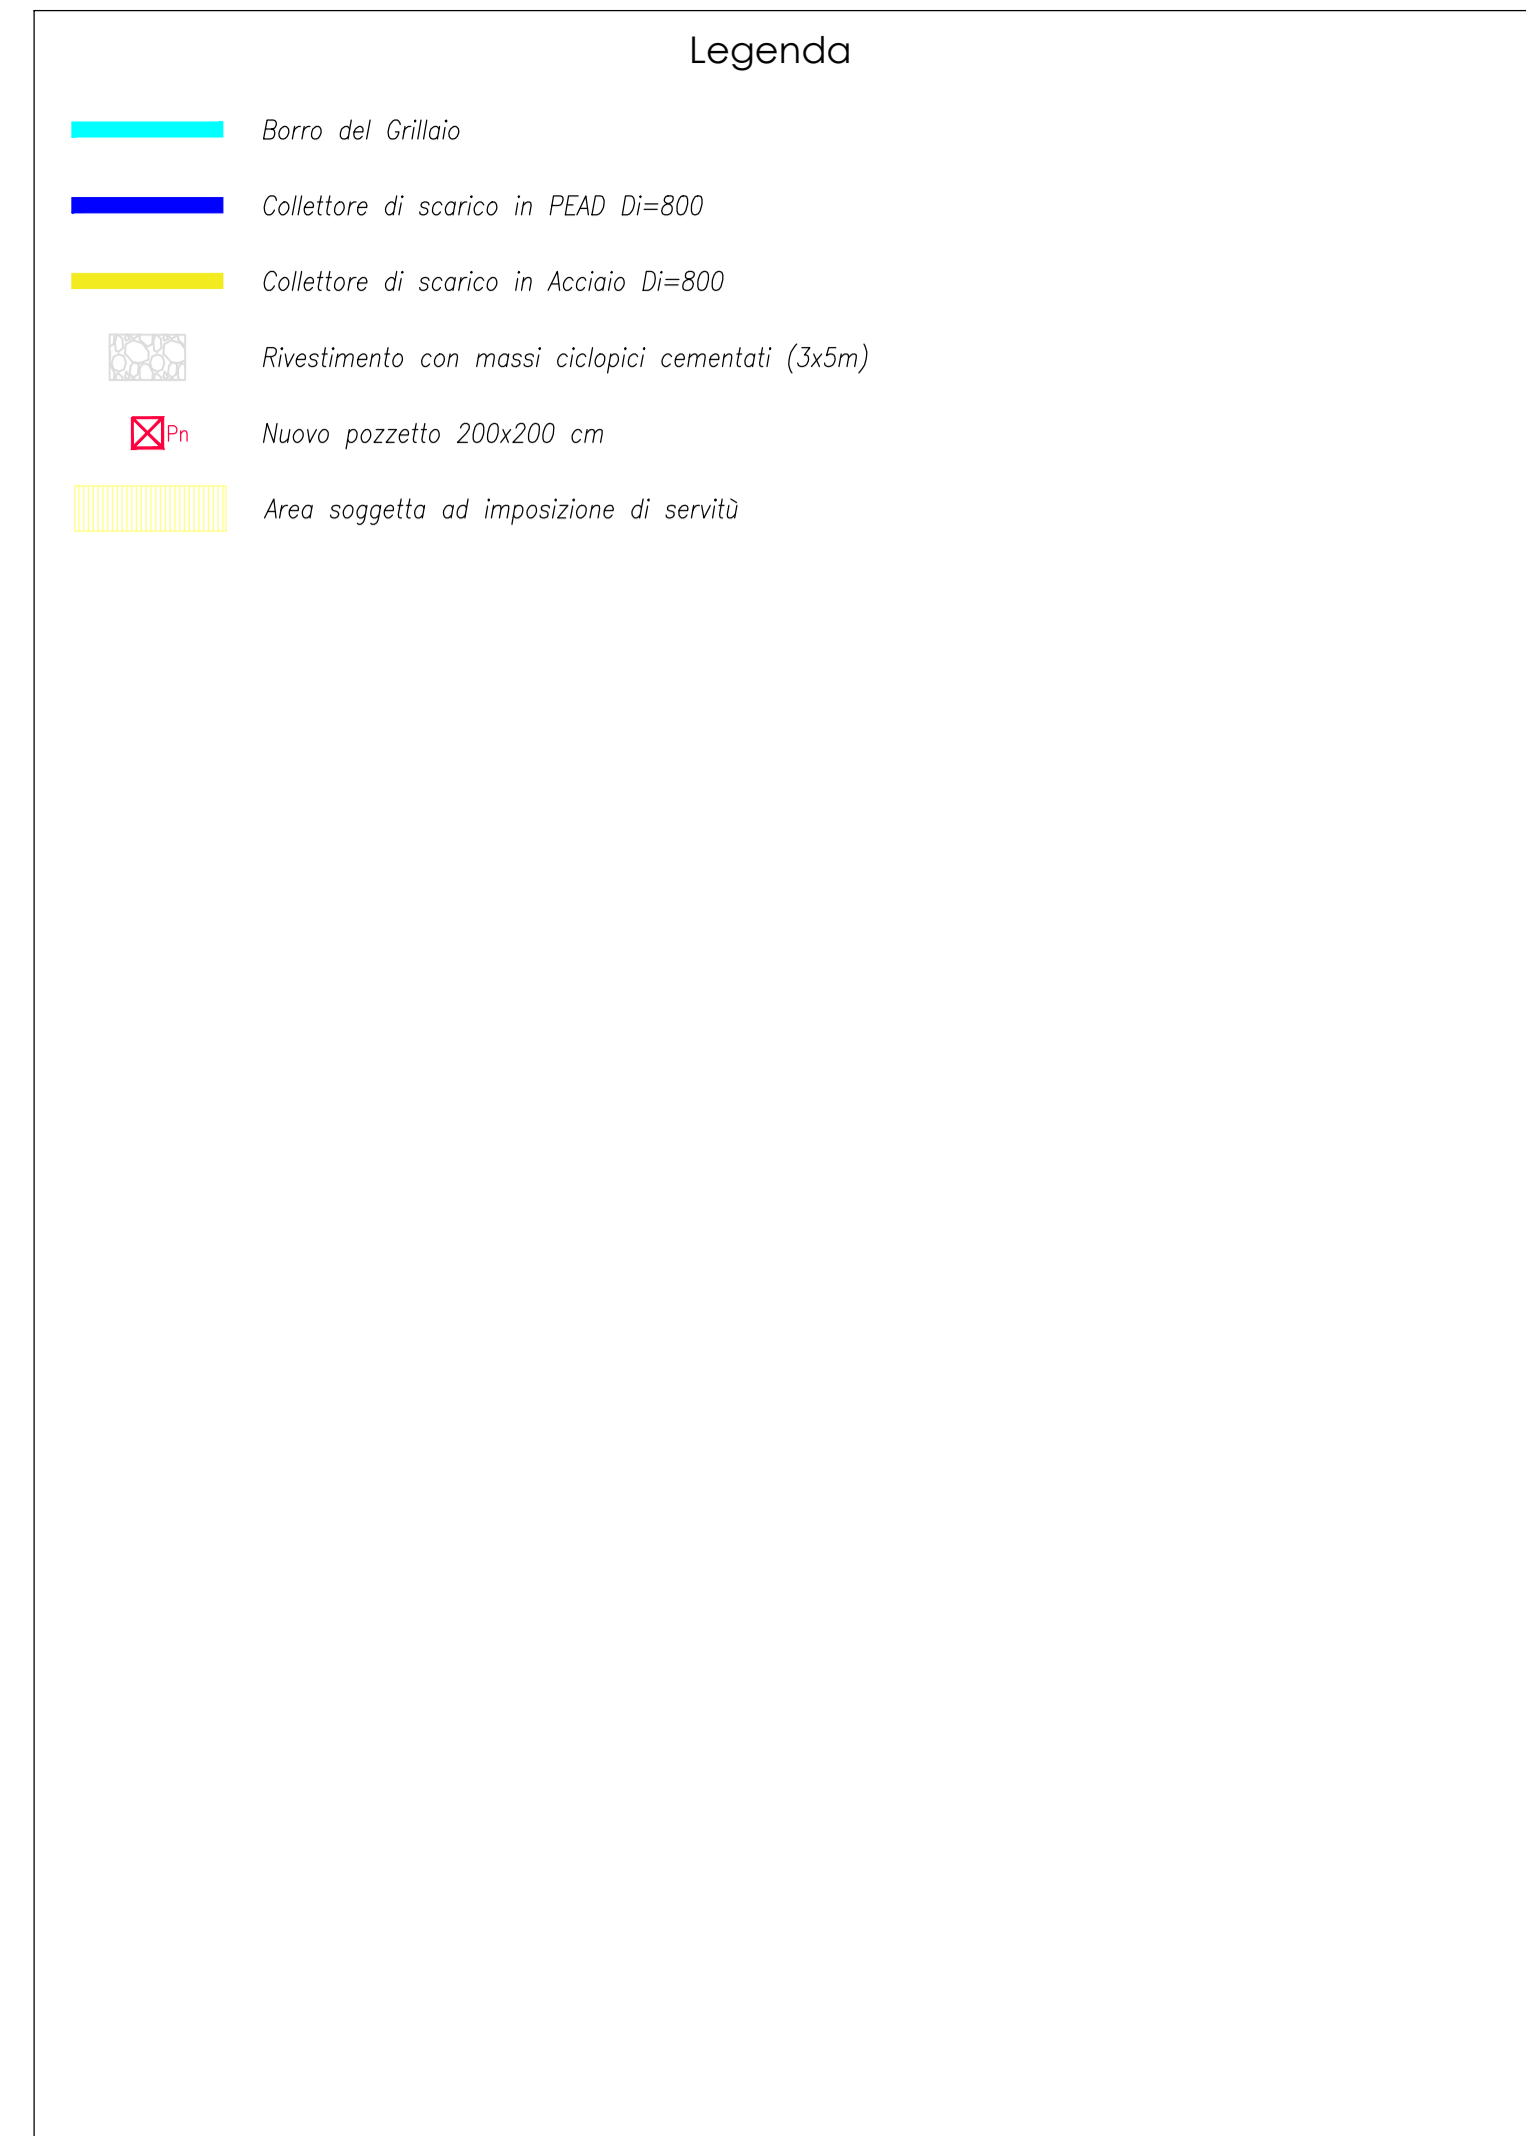 Legenda
Borro del Grillaio
Collettore di scarico in PEAD Di=800
Collettore di scarico in Acciaio Di=800
Rivestimento con massi ciclopici cementati (3x5m)
Pn Nuovo pozzetto 200x200 cm
Area soggetta ad imposizione di servitù